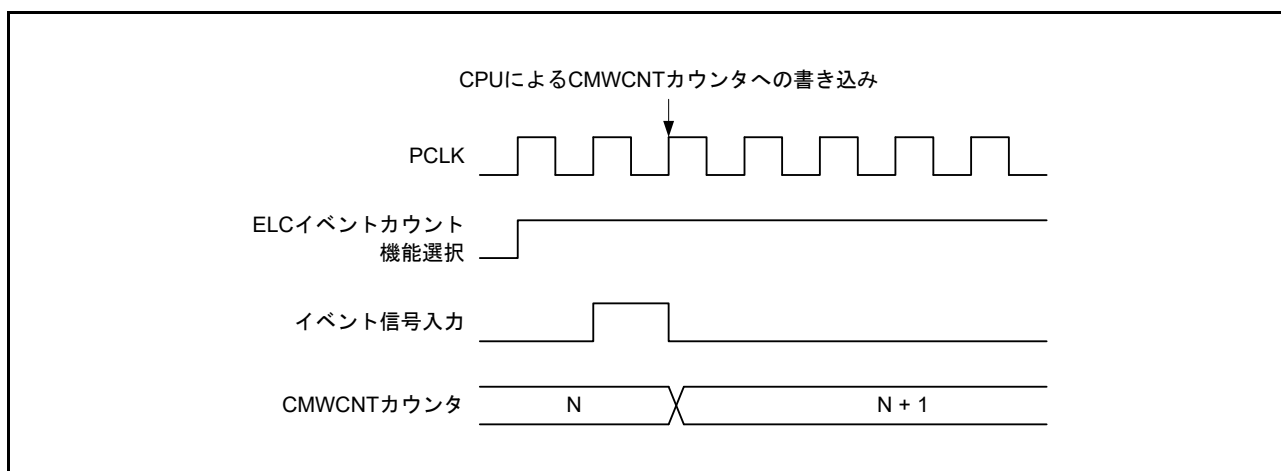 CPUによるCMWCNTカウンタへの書き込み
PCLK
ELCイベントカウント
機能選択
イベント信号入力
CMWCNTカウンタ
N
N + 1